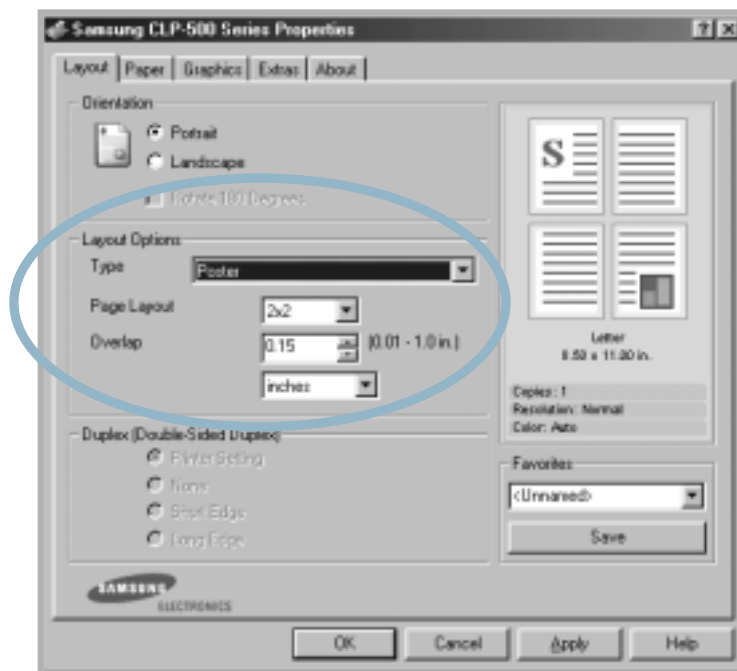 Samsung CLP-500 Series Properties
Layout
Paper
Graphics
Extras
About
Orientation
Portrait
Landscape
Rotate 180 Degrees
Layout Options
Type
Poster
Page Layout
2x2
Overlap
0.15
(0.01 - 1.0 in.)
inches
Duplex (Double-Sided Duplex)
Printer Setting
None
Short Edge
Long Edge
S
Letter
8.50 x 11.00 in.
Copies: 1
Resolution: Normal
Color: Auto
Favorites
<Unnamed>
Save
SAMSUNG
ELECTRONICS
OK
Cancel
Apply
Help